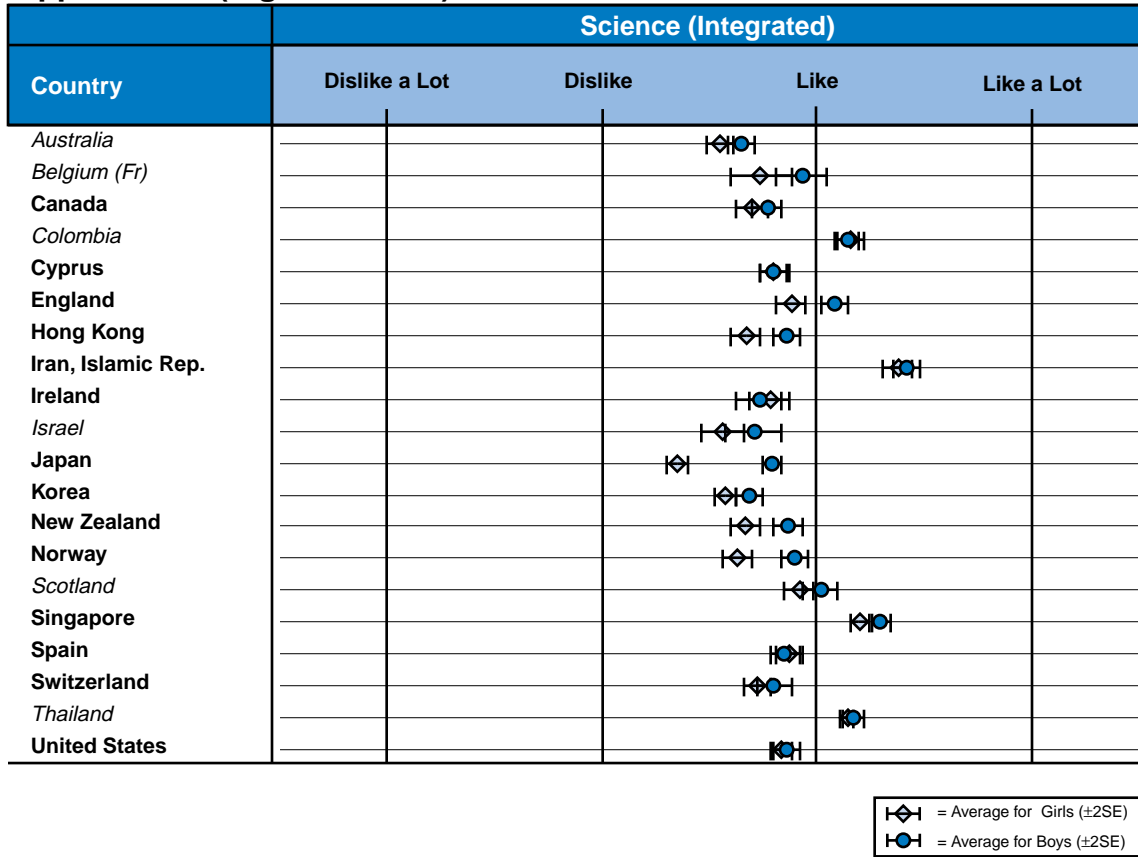 Science (Integrated)
Country
Dislike a Lot
Dislike
Like
Like a Lot
Australia
Belgium (Fr)
Canada
Colombia
Cyprus
England
Hong Kong
Iran, Islamic Rep.
Ireland
Israel
Japan
Korea
New Zealand
Norway
Scotland
Singapore
Spain
Switzerland
Thailand
United States
= Average for Girls (±2SE)
= Average for Boys (±2SE)